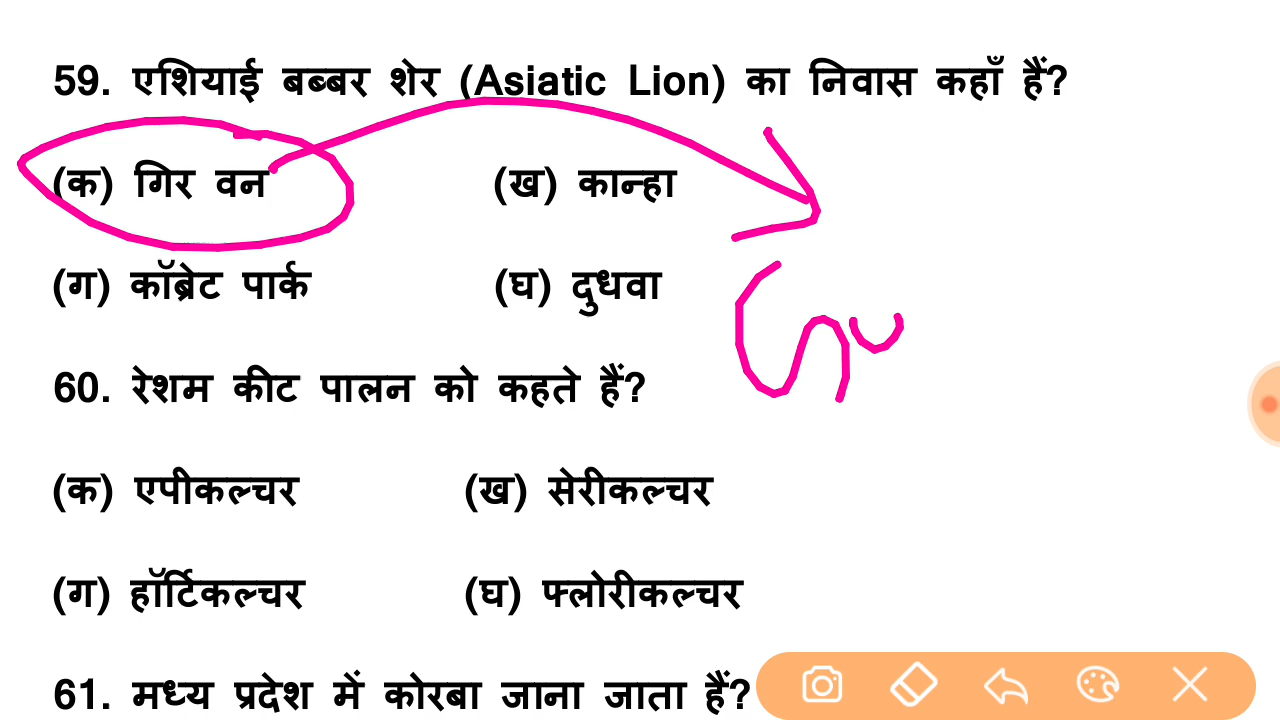 59. एशियाई बब्बर शेर (Asiatic Lion) का निवास कहाँ हैं?
(क) गिर वन (ख) कान्हा
(ग) कॉब्रेट पार्क (घ) दुधवा
60. रेशम कीट पालन को कहते हैं?
(क) एपीकल्चर (ख) सेरीकल्चर
(ग) हॉर्टिकल्चर (घ) फ्लोरीकल्चर
61. मध्य प्रदेश में कोरबा जाना जाता हैं?